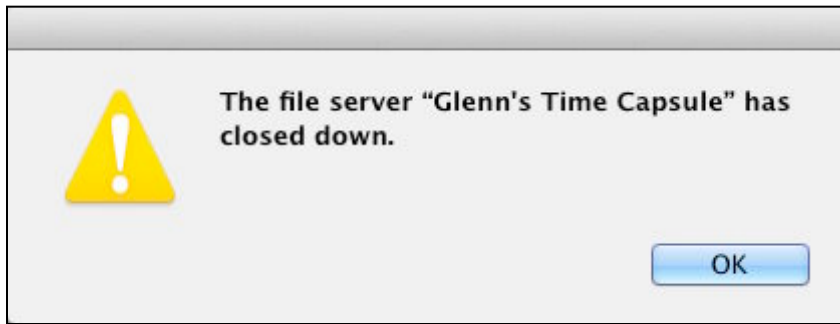 The file server “Glenn's Time Capsule” has
closed down.
OK